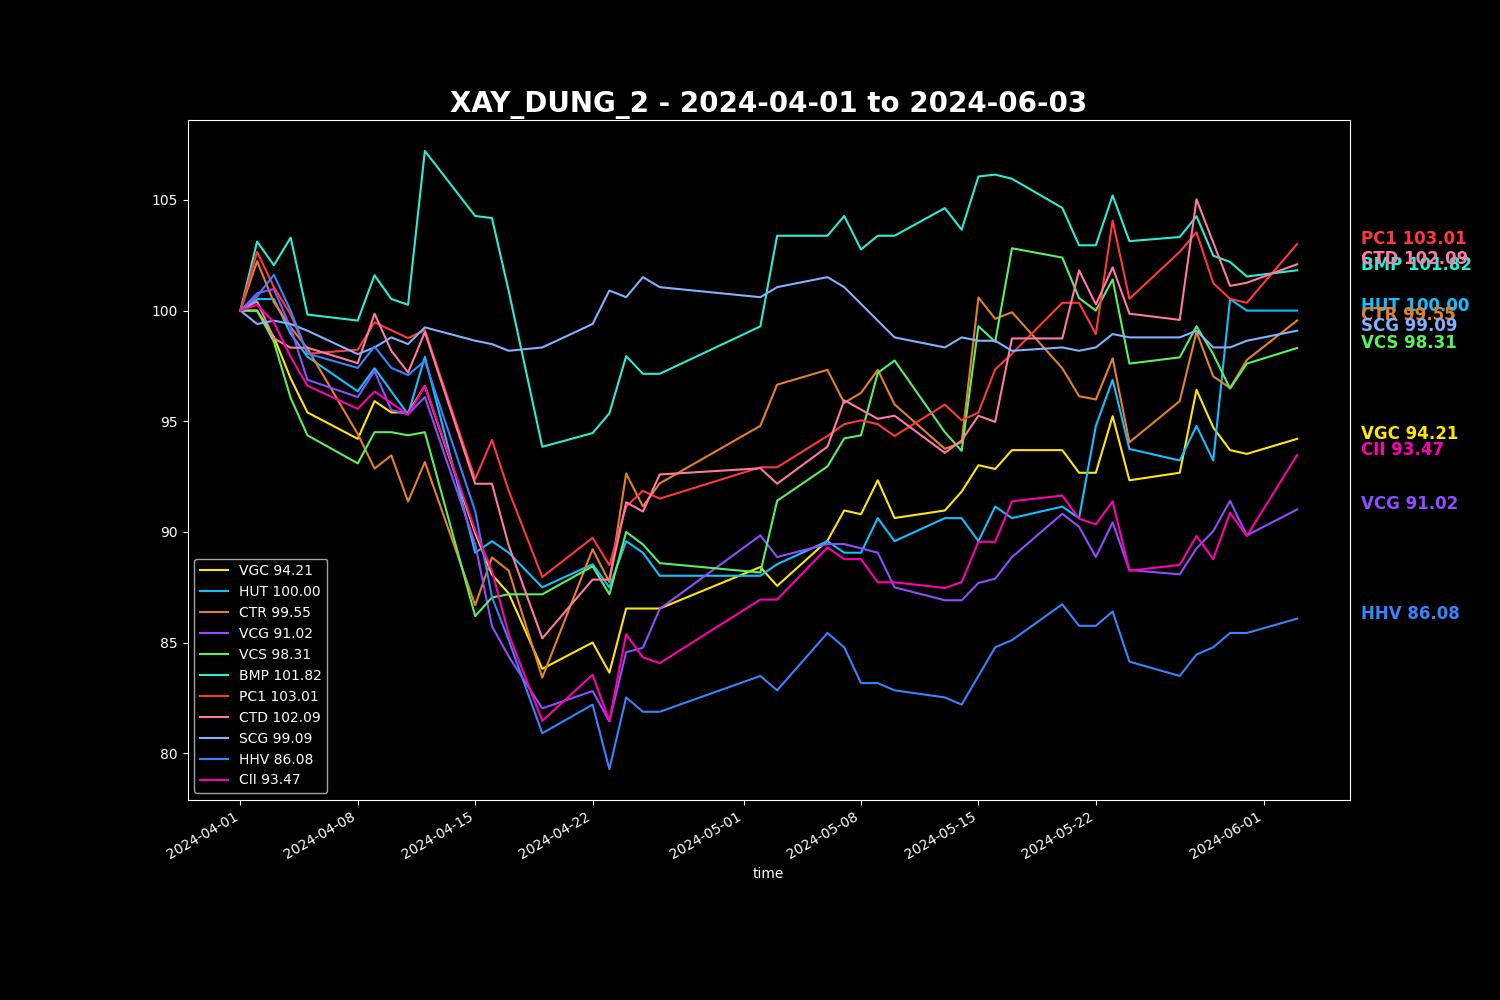 XAY_DUNG_2 - 2024-04-01 to 2024-06-03
105
100
95
90
85
80
PC1 103.01
CTD 102.09
BMP 101.82
HUT 100.00
CTR 99.55
SCG 99.09
VCS 98.31
VGC 94.21
CII 93.47
VCG 91.02
HHV 86.08
VGC 94.21
HUT 100.00
CTR 99.55
VCG 91.02
VCS 98.31
BMP 101.82
PC1 103.01
CTD 102.09
SCG 99.09
HHV 86.08
CII 93.47
2024-04-01
2024-04-08
2024-04-15
2024-04-22
2024-05-01
2024-05-08
2024-05-15
2024-05-22
2024-06-01
time